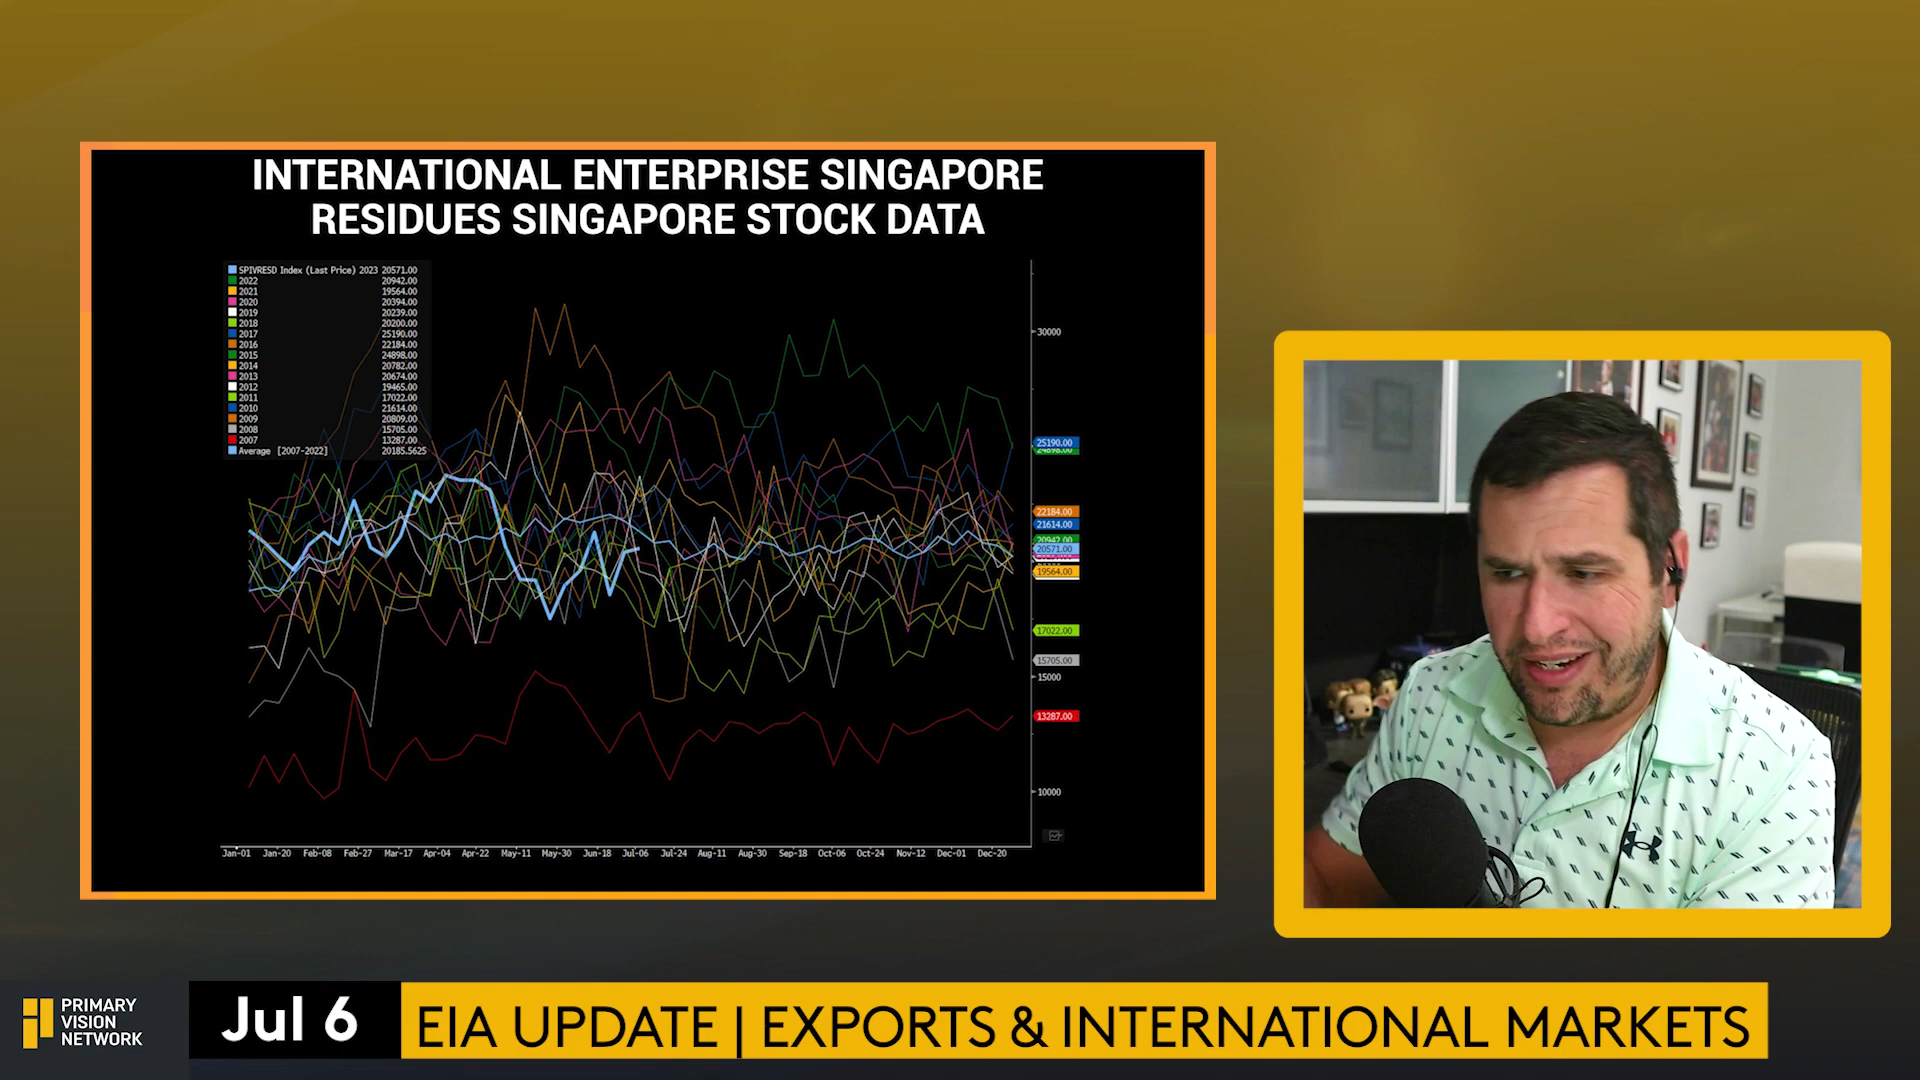 INTERNATIONAL ENTERPRISE SINGAPORE
RESIDUES SINGAPORE STOCK DATA
SPIVRESD Index (Last Price) 2023 20571.00
2022 20942.00
2021 19564.00
2020 20394.00
2019 20239.00
2018 20200.00
2017 25190.00
2016 22184.00
2015 24898.00
2014 20782.00
2013 20674.00
2012 19465.00
2011 17022.00
2010 21614.00
2009 20809.00
2008 15705.00
2007 13287.00
Average [2007-2022] 20185.5625
30000
25190.00
24898.00
22184.00
21614.00
20942.00
20571.00
19564.00
17022.00
15705.00
15000
13287.00
10000
Jan-01 Jan-20 Feb-08 Feb-27 Mar-17 Apr-04 Apr-22 May-11 May-30 Jun-18 Jul-06 Jul-24 Aug-11 Aug-30 Sep-18 Oct-06 Oct-24 Nov-12 Dec-01 Dec-20
PRIMARY
VISION
NETWORK
Jul 6
EIA UPDATE | EXPORTS & INTERNATIONAL MARKETS